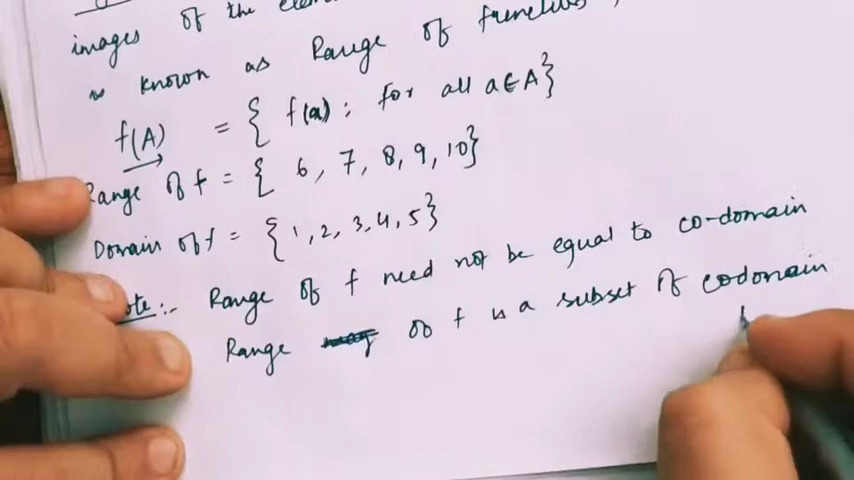 images of the
is known as Range of function
f(A) = { f(a) : for all a∈A }
Range of f = { 6, 7, 8, 9, 10 }
Domain of f = { 1, 2, 3, 4, 5 }
Note :- Range of f need not be equal to co-domain
Range of f is a subset of codomain